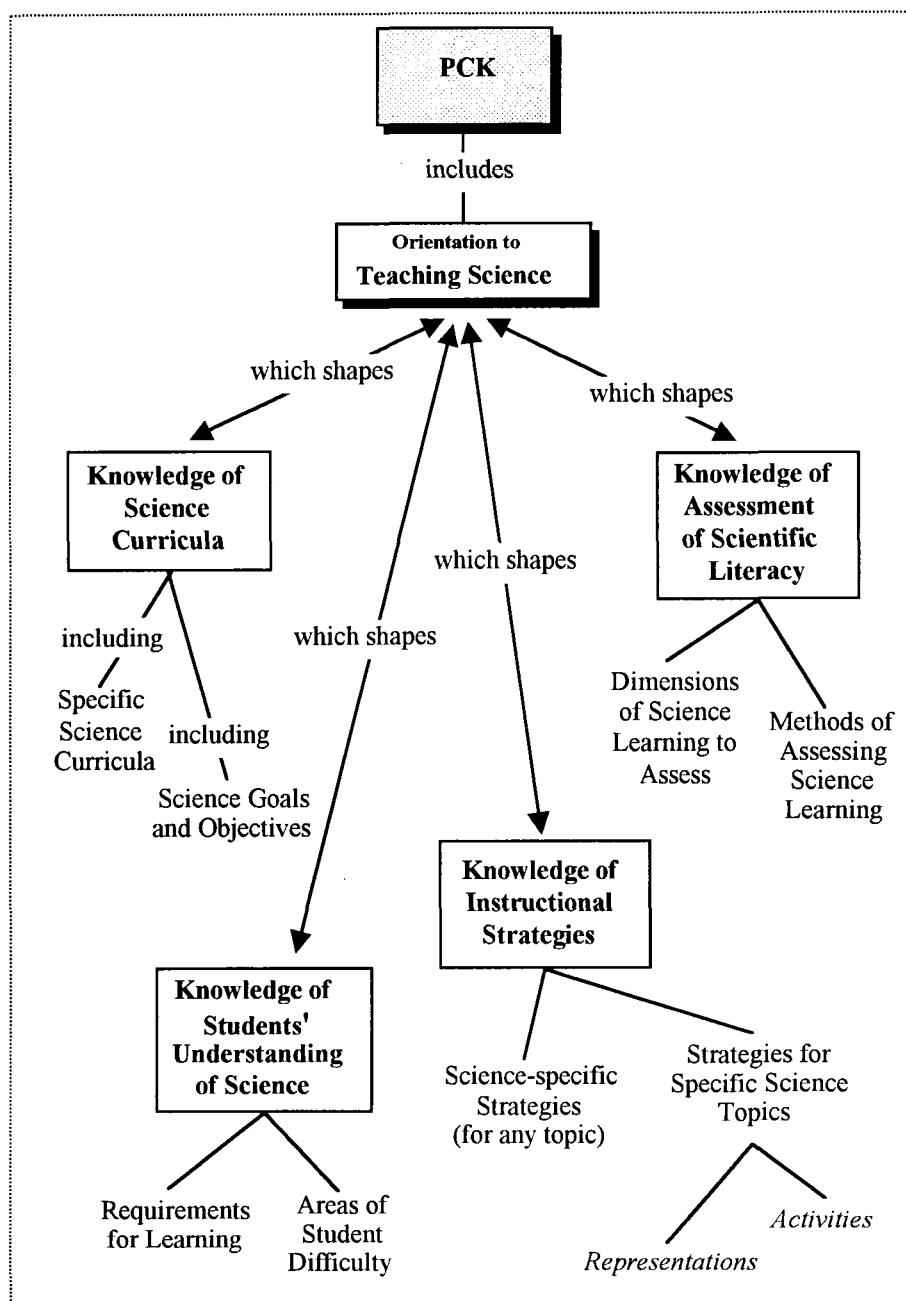 PCK
includes
Orientation to
Teaching Science
which shapes
which shapes
Knowledge of
Science
Curricula
Knowledge of
Assessment
of Scientific
Literacy
which shapes
which shapes
including
Specific
Science
Curricula
including
Science Goals
and Objectives
Dimensions
of Science
Learning to
Assess
Methods of
Assessing
Science
Learning
Knowledge of
Instructional
Strategies
Knowledge of
Students'
Understanding
of Science
Science-specific
Strategies
(for any topic)
Strategies for
Specific Science
Topics
Requirements
for Learning
Areas of
Student
Difficulty
Representations
Activities